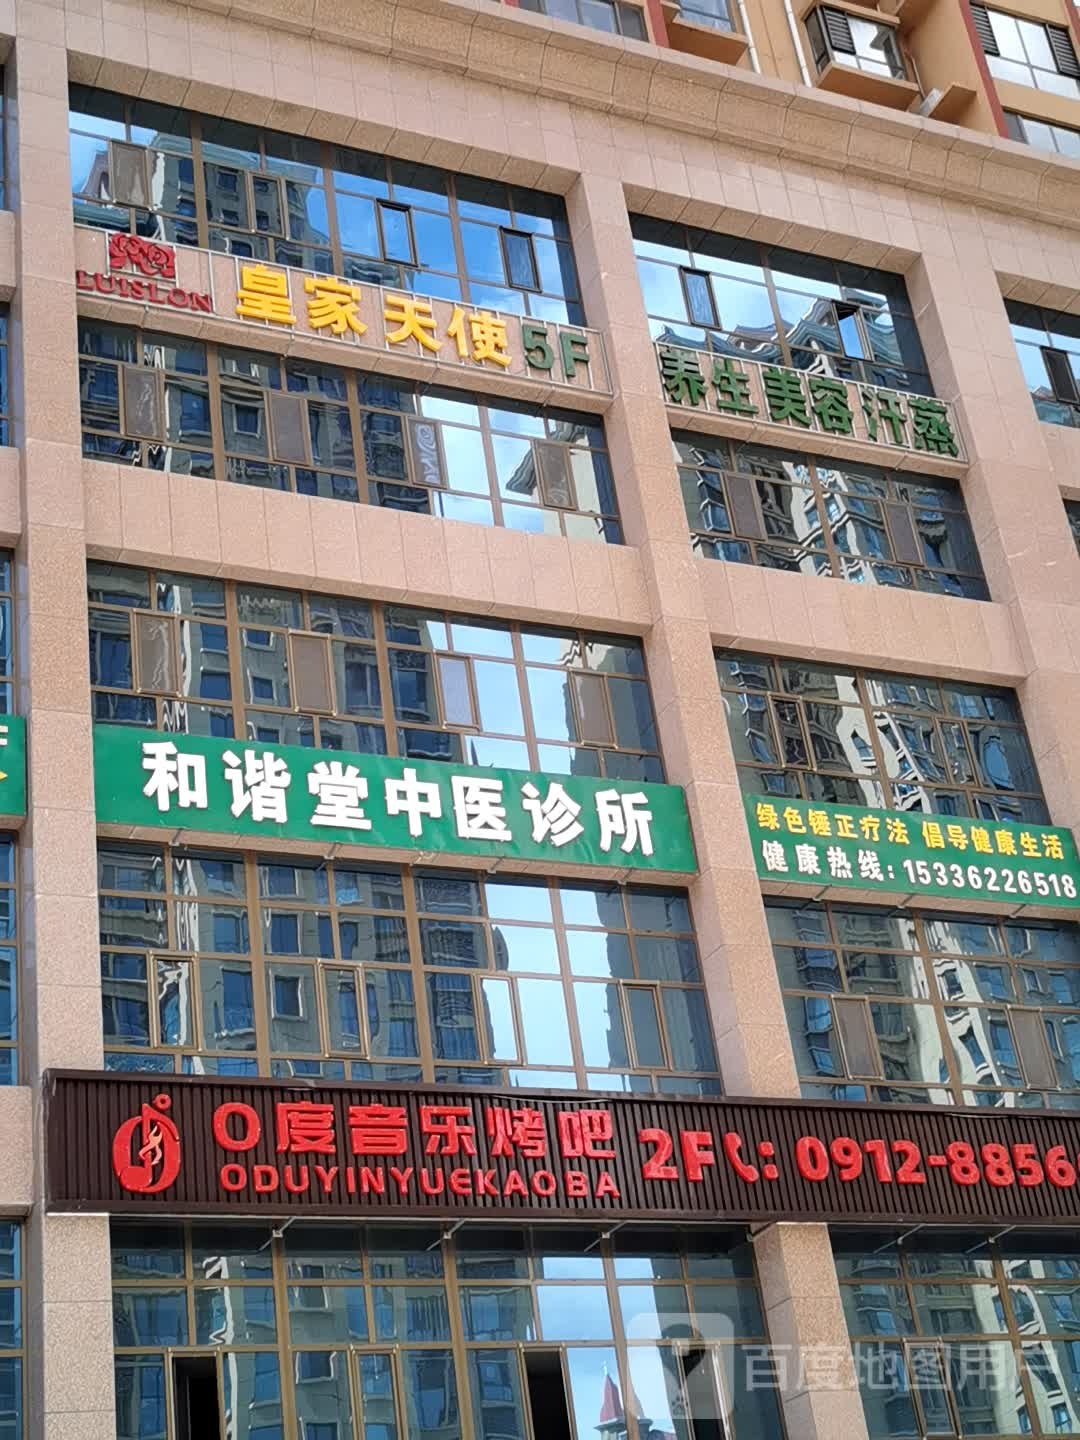 LUISLON
皇家天使 5F
养生 美容 汗蒸
和谐堂中医诊所
绿色锤正疗法 倡导健康生活
健康热线：15336226518
0度音乐烤吧
ODUYINYUEKAOBA
2F : 0912-8856
百度地图用户